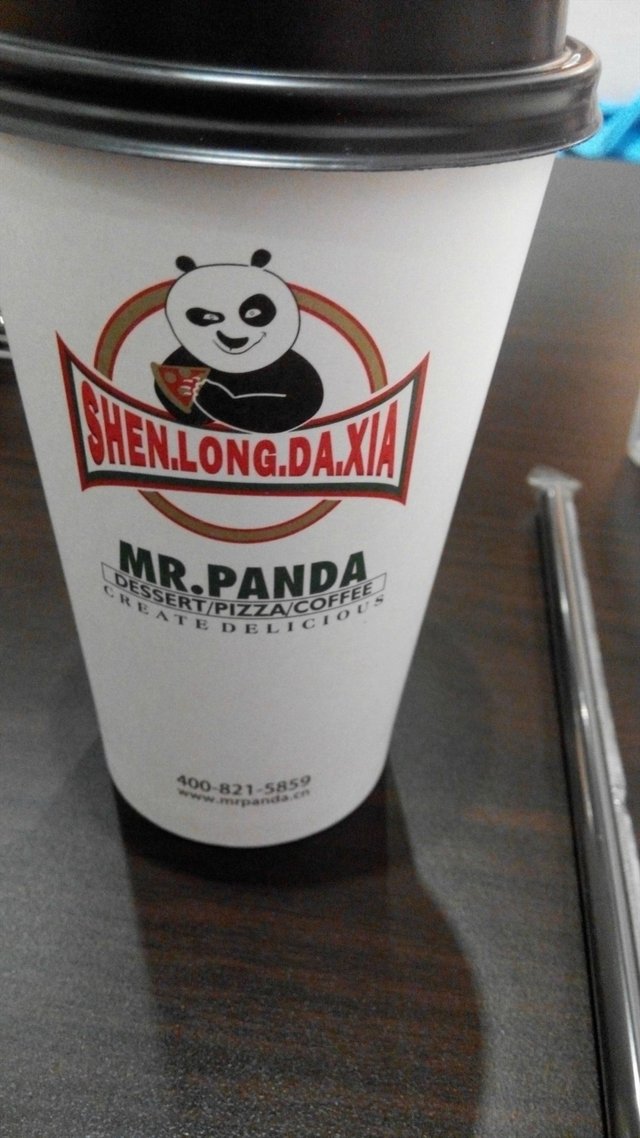 SHEN.LONG.DA.XIA
MR.PANDA
DESSERT/PIZZA/COFFEE
CREATE DELICIOUS
400-821-5859
www.mrpanda.cn